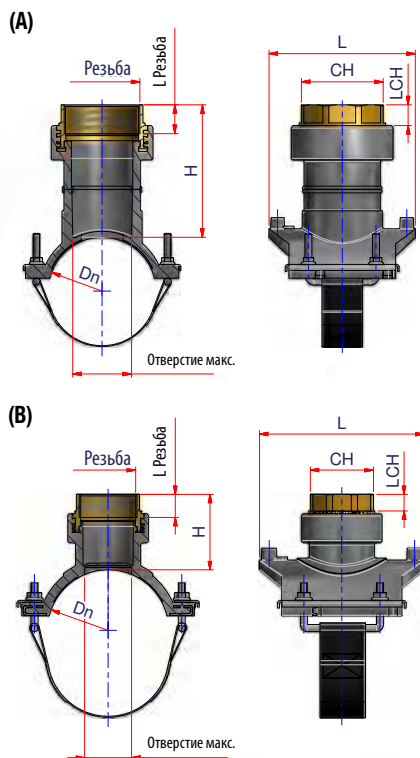 (A)
Резьба
L Резьба
H
Dn
Отверстие макс.
L
CH
LCH
(B)
Резьба
L Резьба
H
Dn
Отверстие макс.
L
CH
LCH